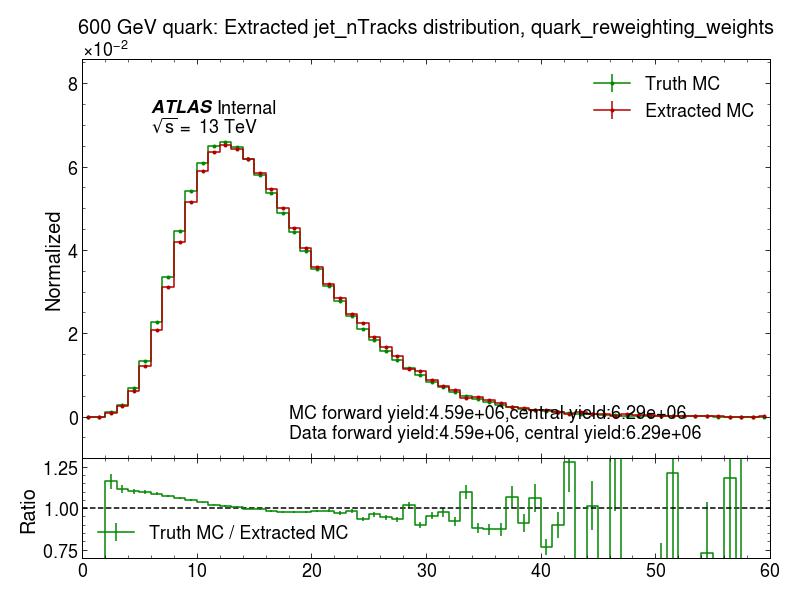 600 GeV quark: Extracted jet_nTracks distribution, quark_reweighting_weights
×10⁻²
ATLAS Internal
√s = 13 TeV
Truth MC
Extracted MC
Normalized
8
6
4
2
0
MC forward yield:4.59e+06,central yield:6.29e+06
Data forward yield:4.59e+06, central yield:6.29e+06
Ratio
1.25
1.00
0.75
Truth MC / Extracted MC
0 10 20 30 40 50 60